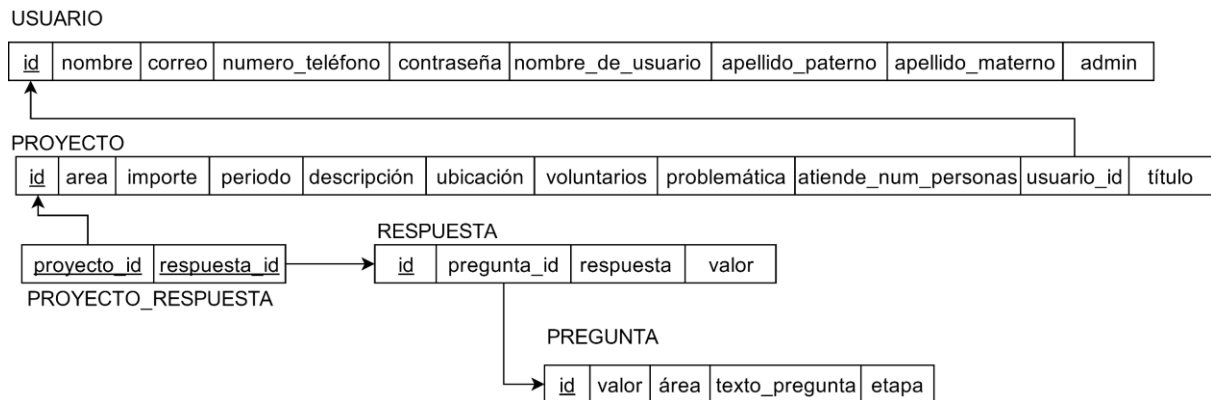 USUARIO
id nombre correo numero_teléfono contraseña nombre_de_usuario apellido_paterno apellido_materno admin
PROYECTO
id area importe periodo descripción ubicación voluntarios problemática atiende_num_personas usuario_id título
RESPUESTA
proyecto_id respuesta_id
id pregunta_id respuesta valor
PROYECTO_RESPUESTA
PREGUNTA
id valor área texto_pregunta etapa